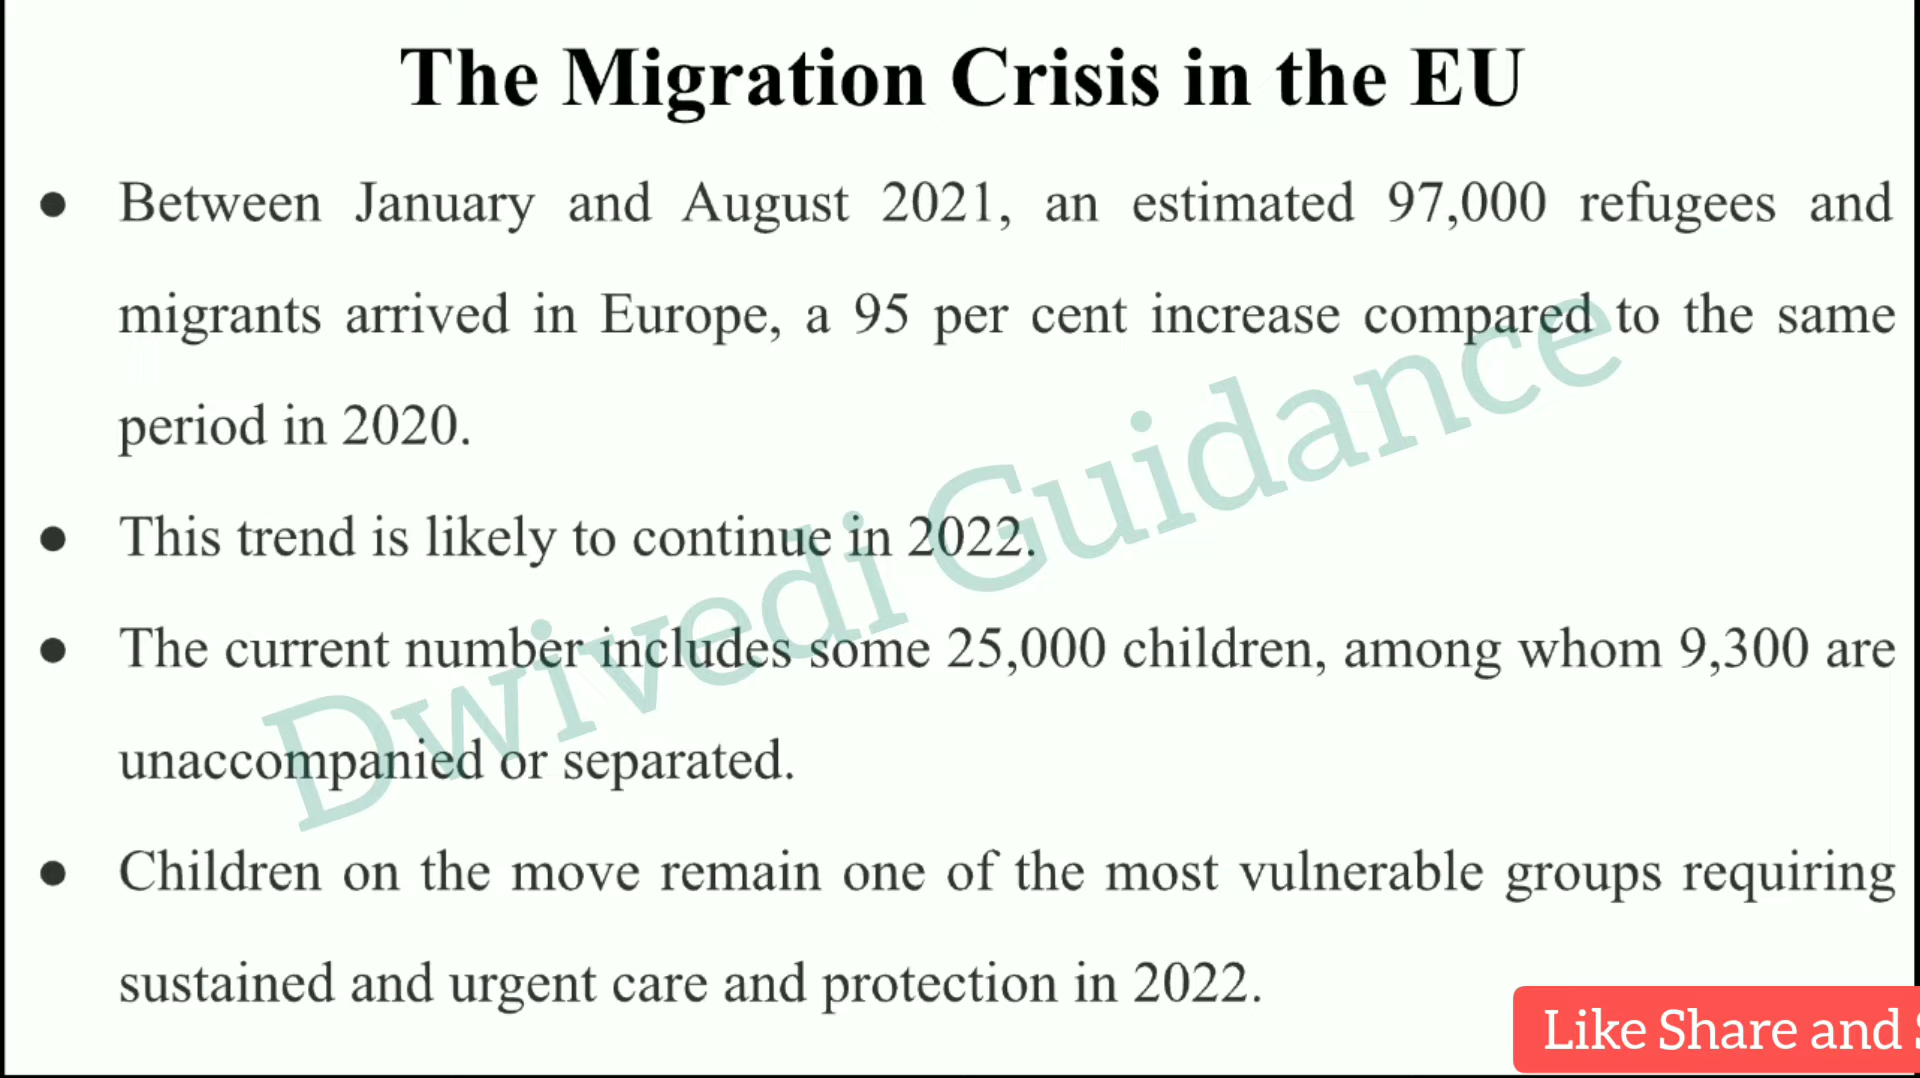 The Migration Crisis in the EU
● Between January and August 2021, an estimated 97,000 refugees and
migrants arrived in Europe, a 95 per cent increase compared to the same
period in 2020.
● This trend is likely to continue in 2022.
● The current number includes some 25,000 children, among whom 9,300 are
unaccompanied or separated.
● Children on the move remain one of the most vulnerable groups requiring
sustained and urgent care and protection in 2022.
Dwivedi Guidance
Like Share and